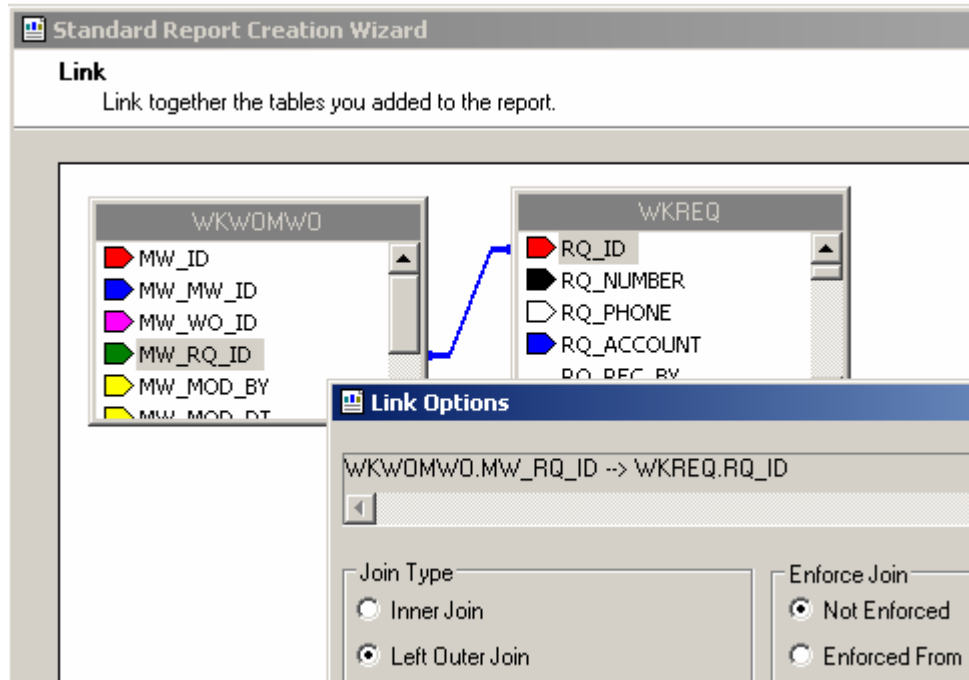 Standard Report Creation Wizard
Link
Link together the tables you added to the report.
WKWOMWO
MW_ID
MW_MW_ID
MW_WO_ID
MW_RQ_ID
MW_MOD_BY
MW_MOD_DT
WKREQ
RQ_ID
RQ_NUMBER
RQ_PHONE
RQ_ACCOUNT
RQ_REC_BY
Link Options
WKWOMWO.MW_RQ_ID --> WKREQ.RQ_ID
Join Type
Inner Join
Left Outer Join
Enforce Join
Not Enforced
Enforced From